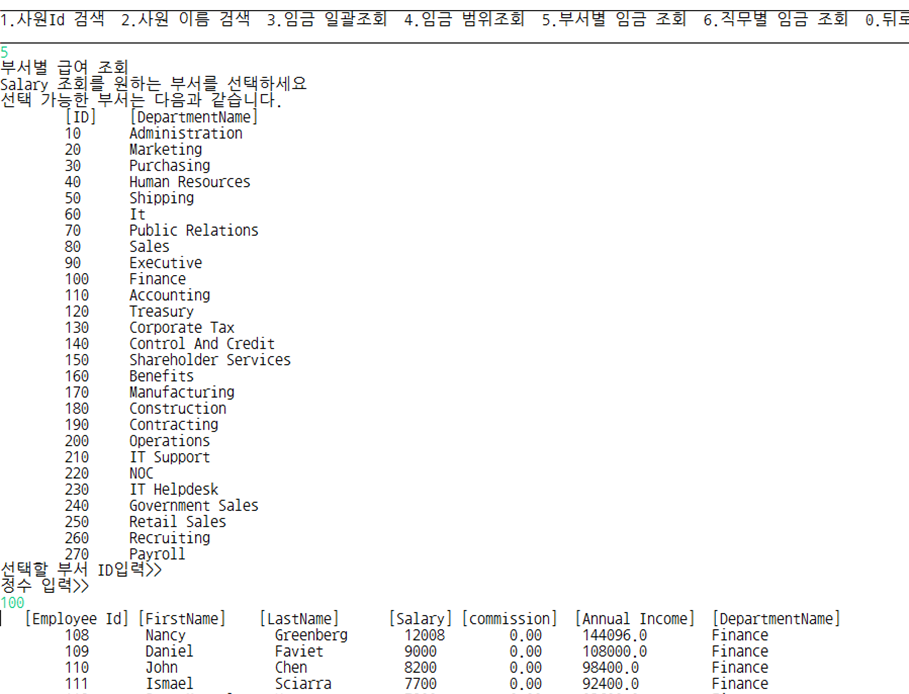 1.사원Id 검색 2.사원 이름 검색 3.임금 일괄조회 4.임금 범위조회 5.부서별 임금 조회 6.직무별 임금 조회 0.뒤로
5
부서별 급여 조회
Salary 조회를 원하는 부서를 선택하세요
선택 가능한 부서는 다음과 같습니다.
[ID] [DepartmentName]
10 Administration
20 Marketing
30 Purchasing
40 Human Resources
50 Shipping
60 It
70 Public Relations
80 Sales
90 Executive
100 Finance
110 Accounting
120 Treasury
130 Corporate Tax
140 Control And Credit
150 Shareholder Services
160 Benefits
170 Manufacturing
180 Construction
190 Contracting
200 Operations
210 IT Support
220 NOC
230 IT Helpdesk
240 Government Sales
250 Retail Sales
260 Recruiting
270 Payroll
선택할 부서 ID입력>>
정수 입력>>
100
[Employee Id] [FirstName] [LastName] [Salary] [commission] [Annual Income] [DepartmentName]
108 Nancy Greenberg 12008 0.00 144096.0 Finance
109 Daniel Faviet 9000 0.00 108000.0 Finance
110 John Chen 8200 0.00 98400.0 Finance
111 Ismael Sciarra 7700 0.00 92400.0 Finance